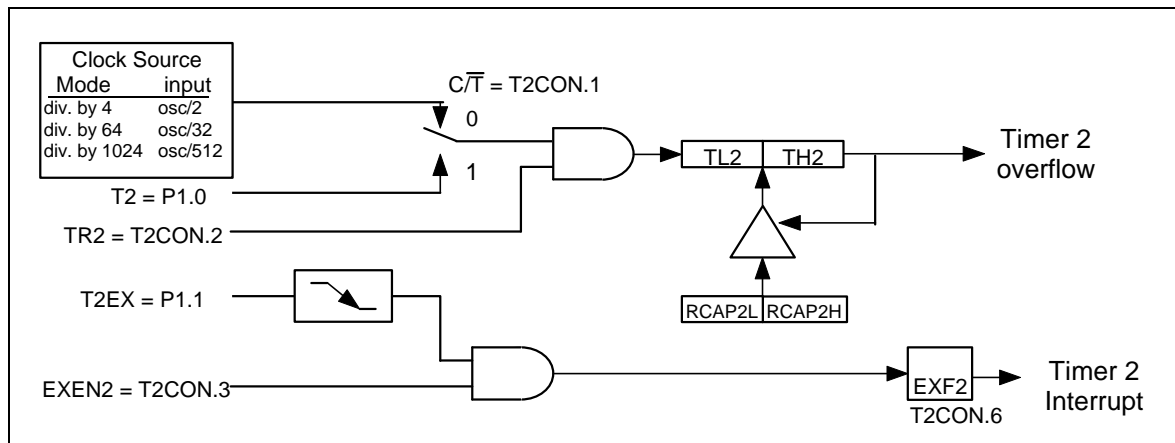 Clock Source
Mode input
div. by 4 osc/2
div. by 64 osc/32
div. by 1024 osc/512
C/T̅ = T2CON.1
0
1
T2 = P1.0
TR2 = T2CON.2
TL2 TH2
Timer 2
overflow
RCAP2L RCAP2H
T2EX = P1.1
EXEN2 = T2CON.3
EXF2
T2CON.6
Timer 2
Interrupt